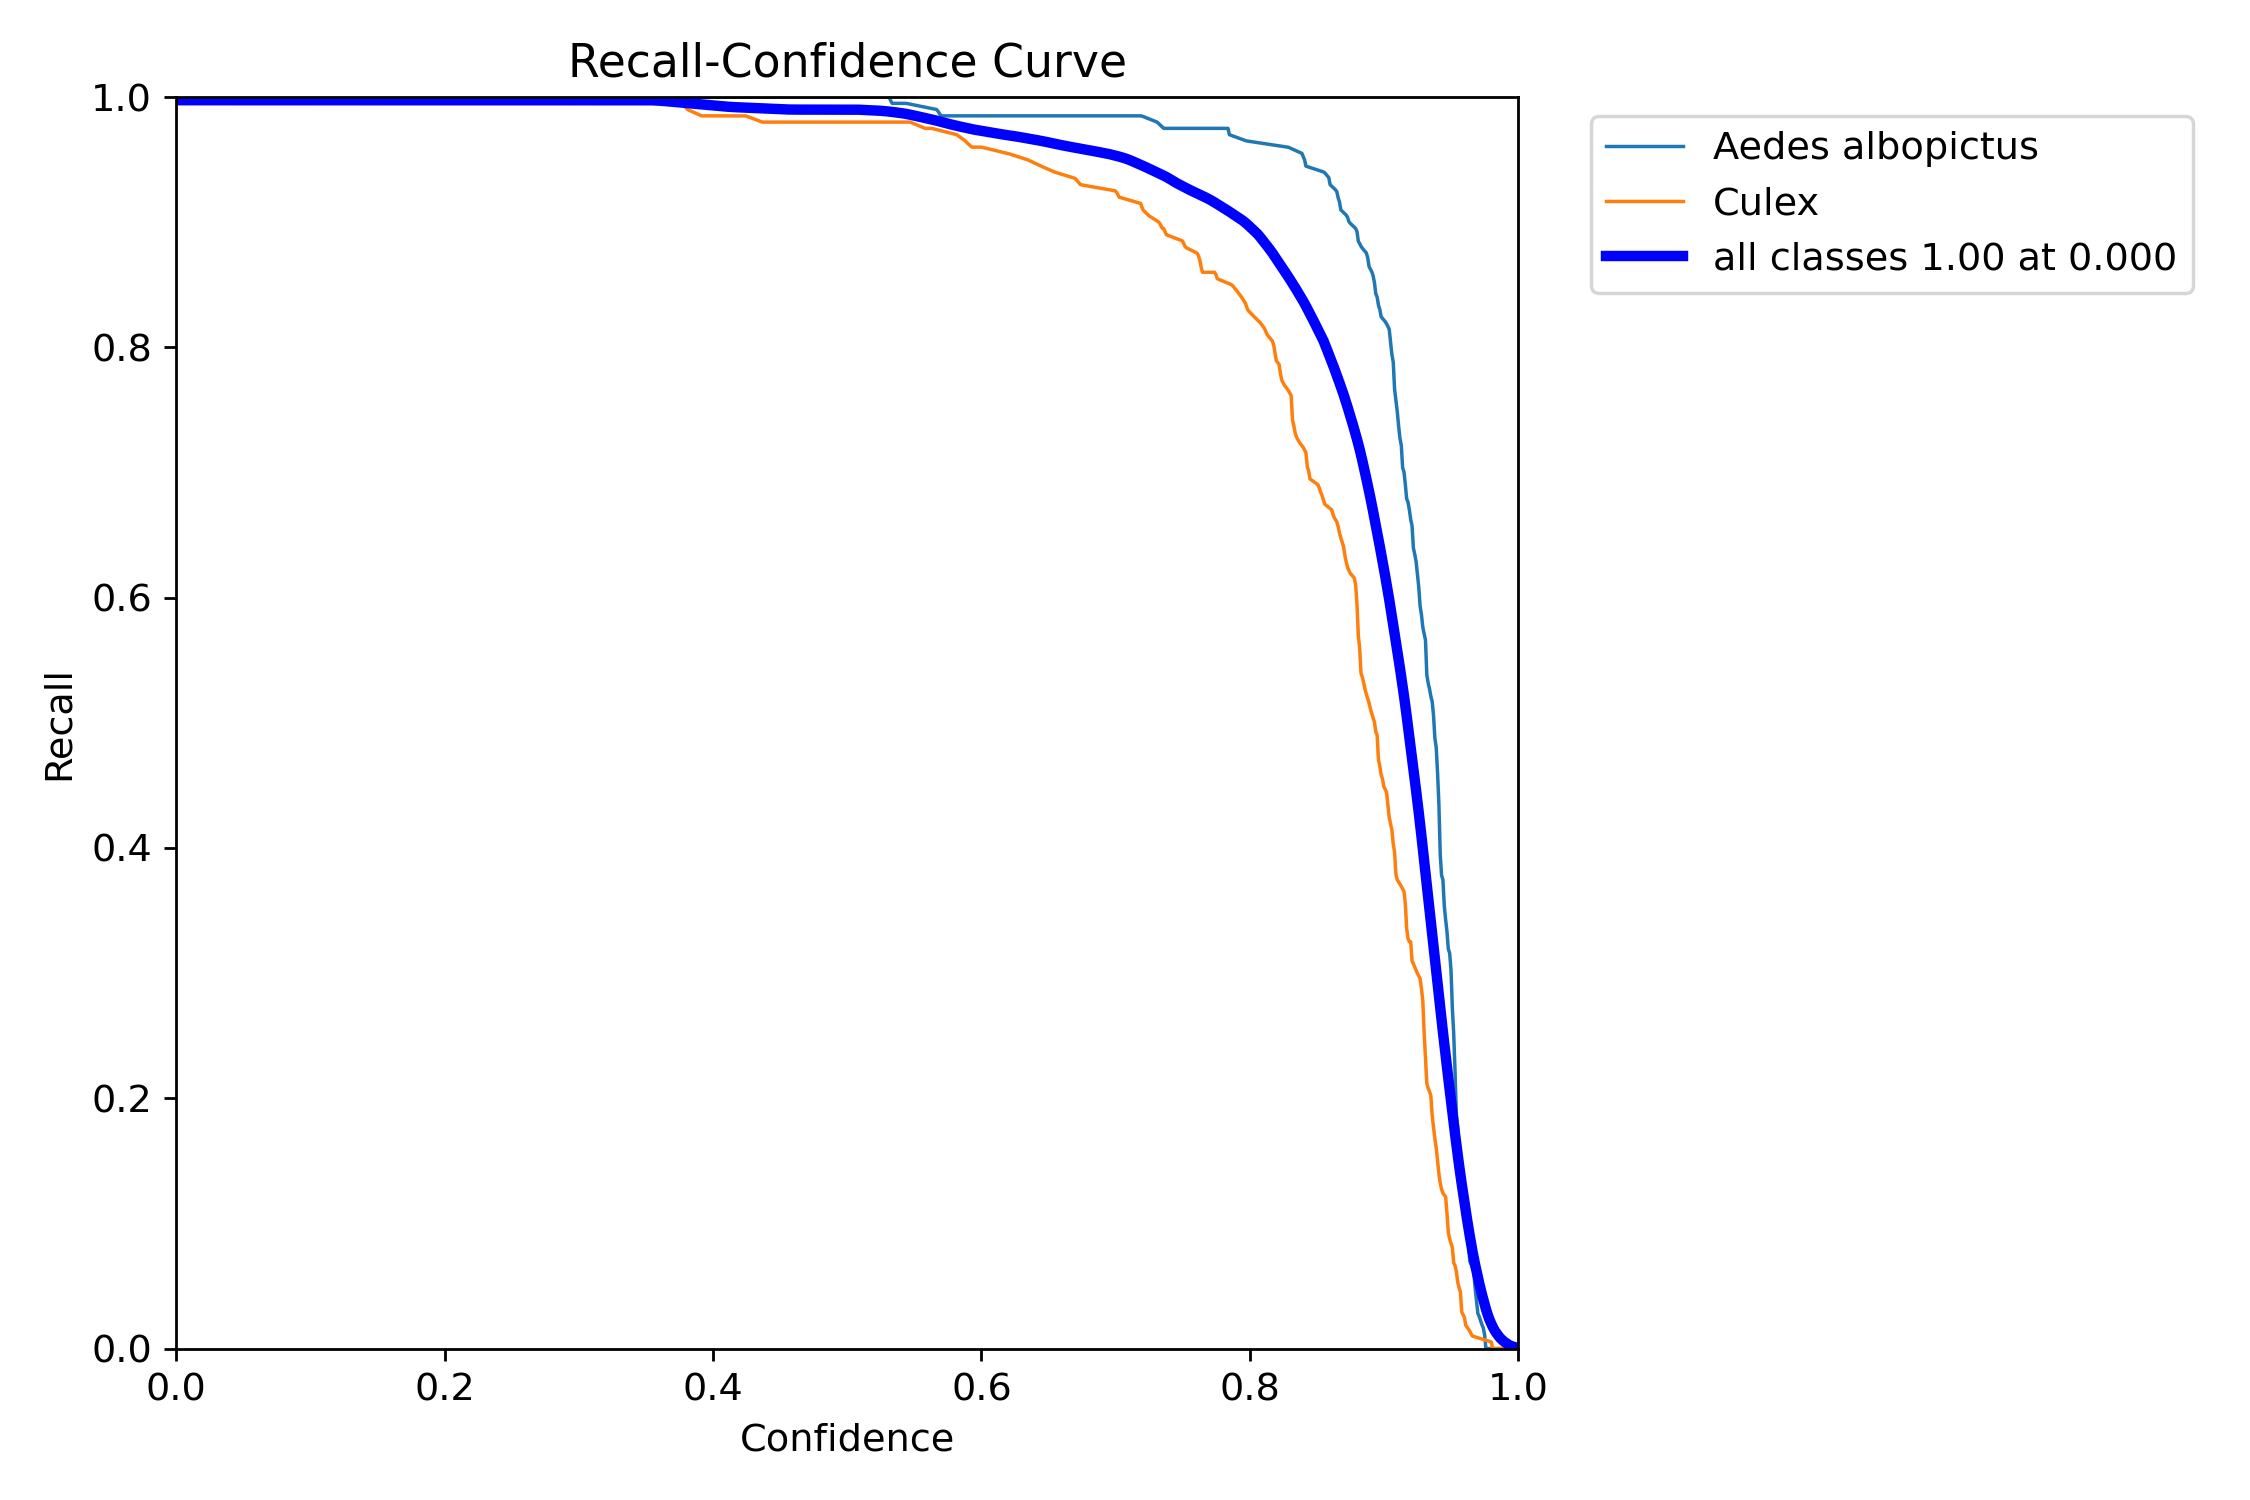 Recall-Confidence Curve
1.0
0.8
0.6
0.4
0.2
0.0
Recall
0.0 0.2 0.4 0.6 0.8 1.0
Confidence
Aedes albopictus
Culex
all classes 1.00 at 0.000